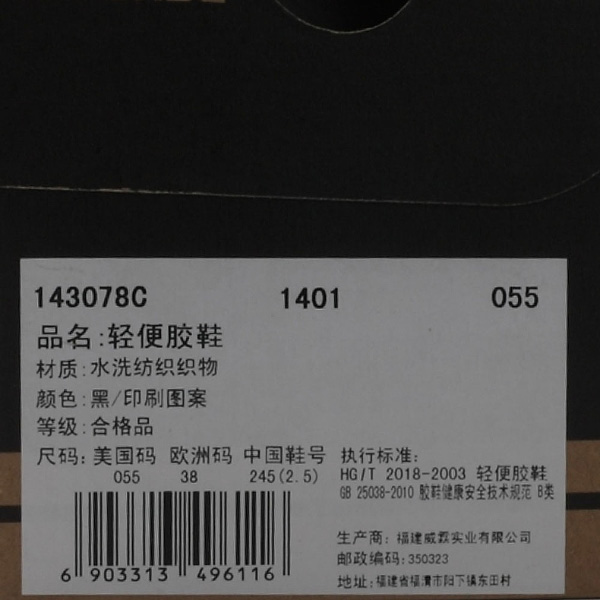 143078C 1401 055
品名:轻便胶鞋
材质:水洗纺织织物
颜色:黑/印刷图案
等级:合格品
尺码:美国码 欧洲码 中国鞋号
055 38 245(2.5)
6 903313 496116
执行标准:
HG/T 2018-2003 轻便胶鞋
GB 25038-2010 胶鞋健康安全技术规范 B类
生产商:福建威霖实业有限公司
邮政编码:350323
地址:福建省福清市阳下镇东田村